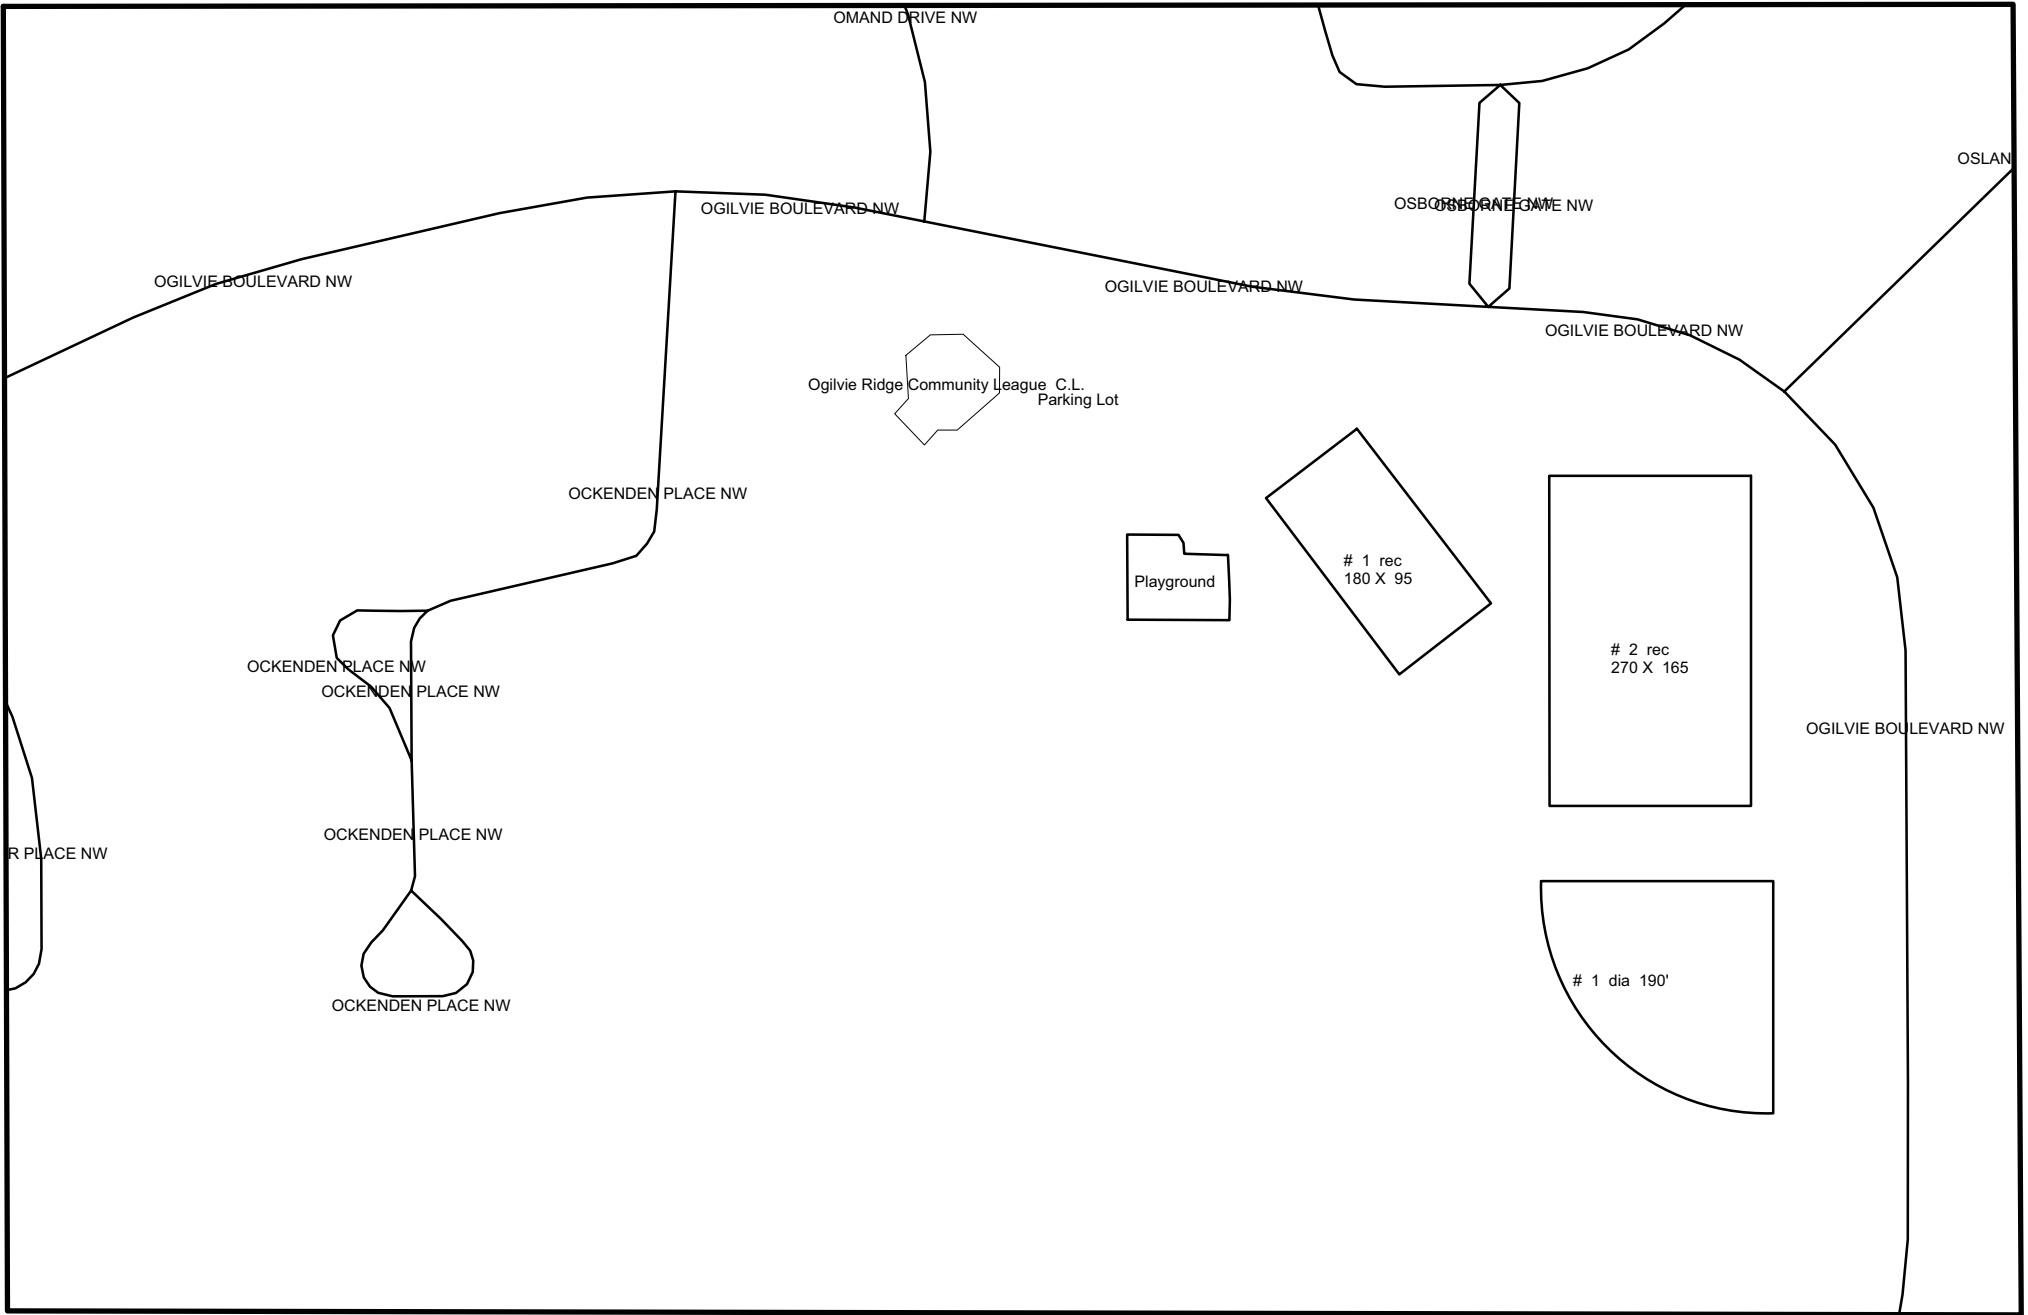 OMAND DRIVE NW
OSLAN
OSBORNE GATE NW
OSBORNE GATE NW
OGILVIE BOULEVARD NW
OGILVIE BOULEVARD NW
OGILVIE BOULEVARD NW
OGILVIE BOULEVARD NW
Ogilvie Ridge Community League C.L.
Parking Lot
OCKENDEN PLACE NW
# 1 rec
180 X 95
Playground
# 2 rec
270 X 165
OCKENDEN PLACE NW
OCKENDEN PLACE NW
OGILVIE BOULEVARD NW
OCKENDEN PLACE NW
R PLACE NW
# 1 dia 190'
OCKENDEN PLACE NW